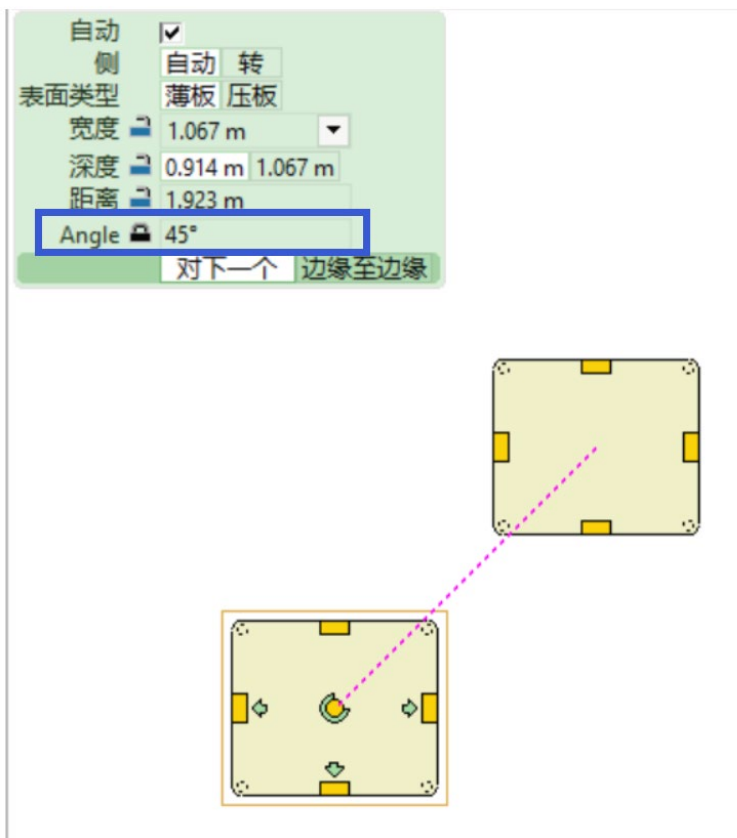 自动
侧 自动 转
表面类型 薄板 压板
宽度 1.067 m
深度 0.914 m 1.067 m
距离 1.923 m
Angle 45°
对下一个 边缘至边缘